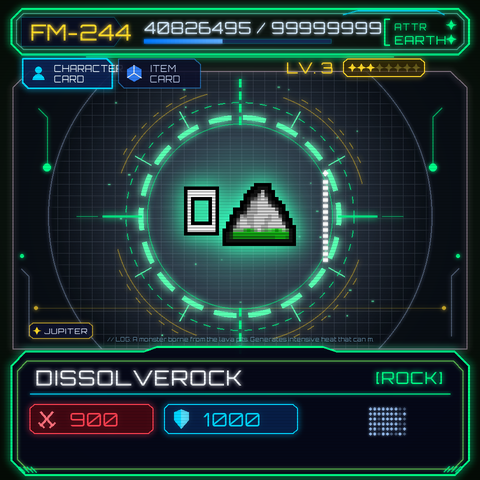 FM-244
40826495 / 99999999
ATTR
EARTH
CHARACTER
CARD
ITEM
CARD
LV.3
JUPITER
// LOG: A monster borne from the lava pits. Generates intensive heat that can m
DISSOLVEROCK
[ROCK]
900
1000